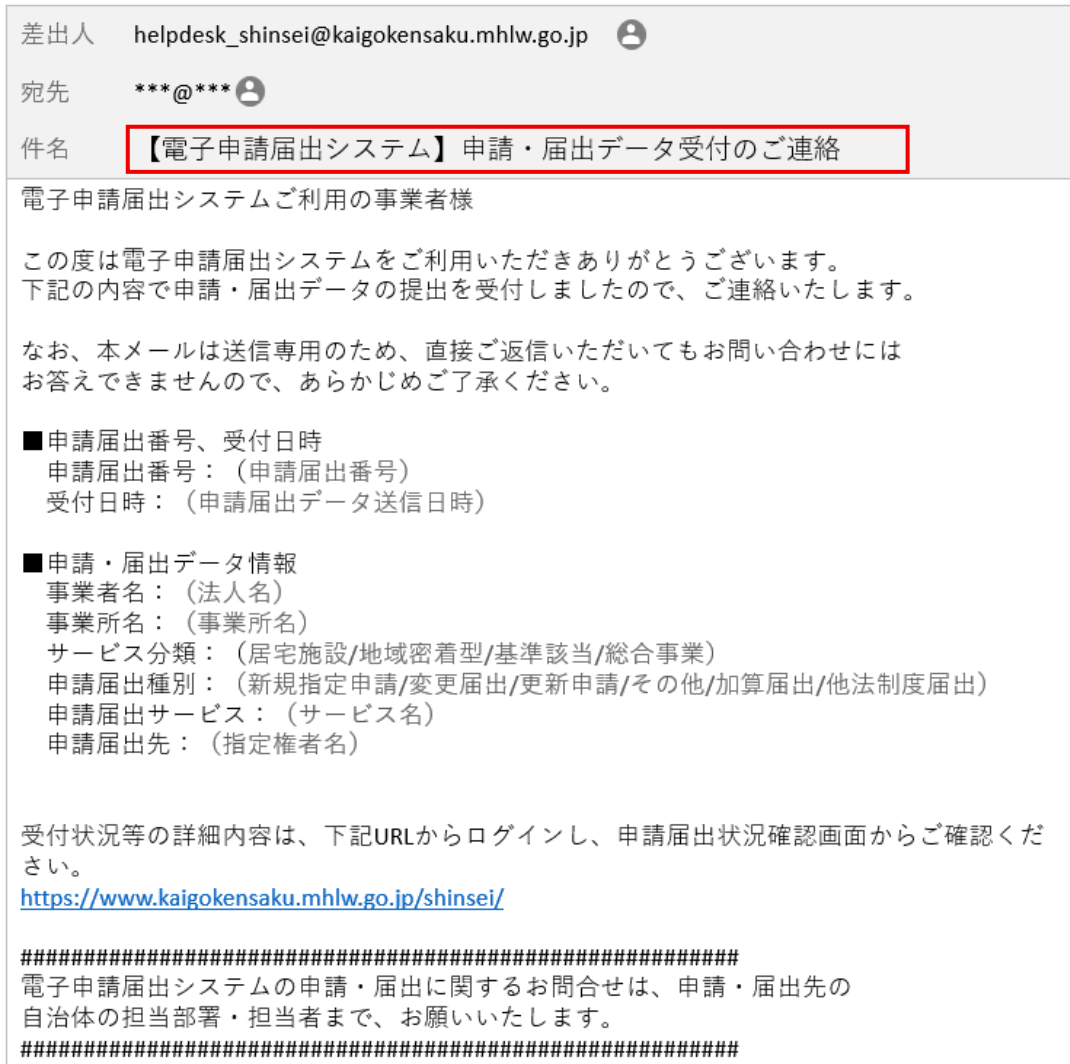 差出人 helpdesk_shinsei@kaigokensaku.mhlw.go.jp
宛先 ***@***
件名 【電子申請届出システム】申請・届出データ受付のご連絡
電子申請届出システムご利用の事業者様
この度は電子申請届出システムをご利用いただきありがとうございます。
下記の内容で申請・届出データの提出を受付しましたので、ご連絡いたします。
なお、本メールは送信専用のため、直接ご返信いただいてもお問い合わせには
お答えできませんので、あらかじめご了承ください。
■申請届出番号、受付日時
申請届出番号：（申請届出番号）
受付日時：（申請届出データ送信日時）
■申請・届出データ情報
事業者名：（法人名）
事業所名：（事業所名）
サービス分類：（居宅施設/地域密着型/基準該当/総合事業）
申請届出種別：（新規指定申請/変更届出/更新申請/その他/加算届出/他法制度届出）
申請届出サービス：（サービス名）
申請届出先：（指定権者名）
受付状況等の詳細内容は、下記URLからログインし、申請届出状況確認画面からご確認くだ
さい。
https://www.kaigokensaku.mhlw.go.jp/shinsei/
#########################################################
電子申請届出システムの申請・届出に関するお問合せは、申請・届出先の
自治体の担当部署・担当者まで、お願いいたします。
#########################################################